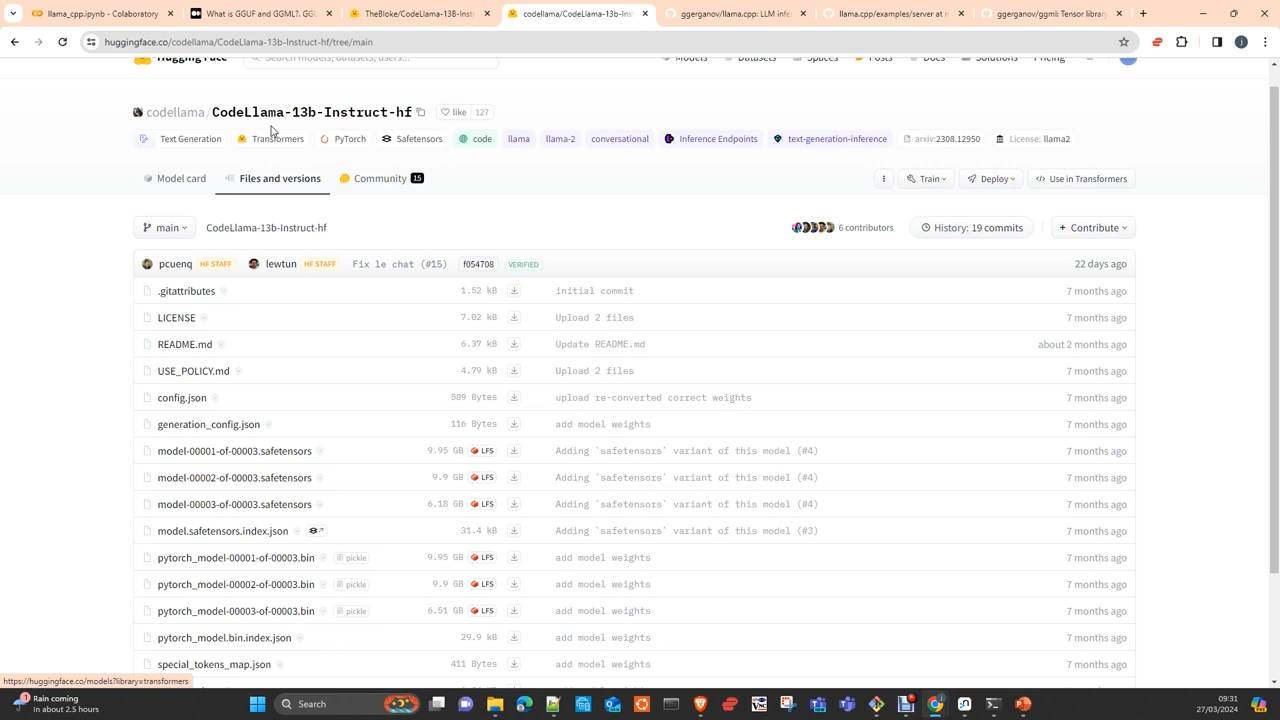 llama_cpp.ipynb - Colaboratory
What is GGUF and GGML?. GGU
TheBloke/CodeLlama-13B-Instruct
codellama/CodeLlama-13b-Instr
ggerganov/llama.cpp: LLM infe
llama.cpp/examples/server at m
ggerganov/ggml: Tensor library
huggingface.co/codellama/CodeLlama-13b-Instruct-hf/tree/main
Hugging Face
Search models, datasets, users...
Models Datasets Spaces Posts Docs Solutions Pricing
codellama/CodeLlama-13b-Instruct-hf like 127
Text Generation Transformers PyTorch Safetensors code llama llama-2 conversational Inference Endpoints text-generation-inference arxiv:2308.12950 License: llama2
Model card Files and versions Community 15 Train Deploy </> Use in Transformers
main CodeLlama-13b-Instruct-hf 6 contributors History: 19 commits + Contribute
pcuenq HF STAFF lewtun HF STAFF Fix le chat (#15) f054708 VERIFIED 22 days ago
.gitattributes 1.52 kB initial commit 7 months ago
LICENSE 7.02 kB Upload 2 files 7 months ago
README.md 6.37 kB Update README.md about 2 months ago
USE_POLICY.md 4.79 kB Upload 2 files 7 months ago
config.json 589 Bytes upload re-converted correct weights 7 months ago
generation_config.json 116 Bytes add model weights 7 months ago
model-00001-of-00003.safetensors 9.95 GB LFS Adding `safetensors` variant of this model (#4) 7 months ago
model-00002-of-00003.safetensors 9.9 GB LFS Adding `safetensors` variant of this model (#4) 7 months ago
model-00003-of-00003.safetensors 6.18 GB LFS Adding `safetensors` variant of this model (#4) 7 months ago
model.safetensors.index.json 31.4 kB Adding `safetensors` variant of this model (#3) 7 months ago
pytorch_model-00001-of-00003.bin pickle 9.95 GB LFS add model weights 7 months ago
pytorch_model-00002-of-00003.bin pickle 9.9 GB LFS add model weights 7 months ago
pytorch_model-00003-of-00003.bin pickle 6.51 GB LFS add model weights 7 months ago
pytorch_model.bin.index.json 29.9 kB add model weights 7 months ago
special_tokens_map.json 411 Bytes add model weights 7 months ago
https://huggingface.co/models?library=transformers
Rain coming
In about 2.5 hours
Search
09:31
27/03/2024